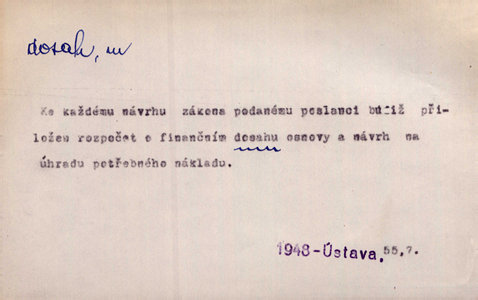 dosah, m
Ke každému návrhu zákona podanému poslanci budiž při-
ložen rozpočet o finančním dosahu osnovy a návrh na
úhradu potřebného nákladu.
1948-Ústava, 55,7.